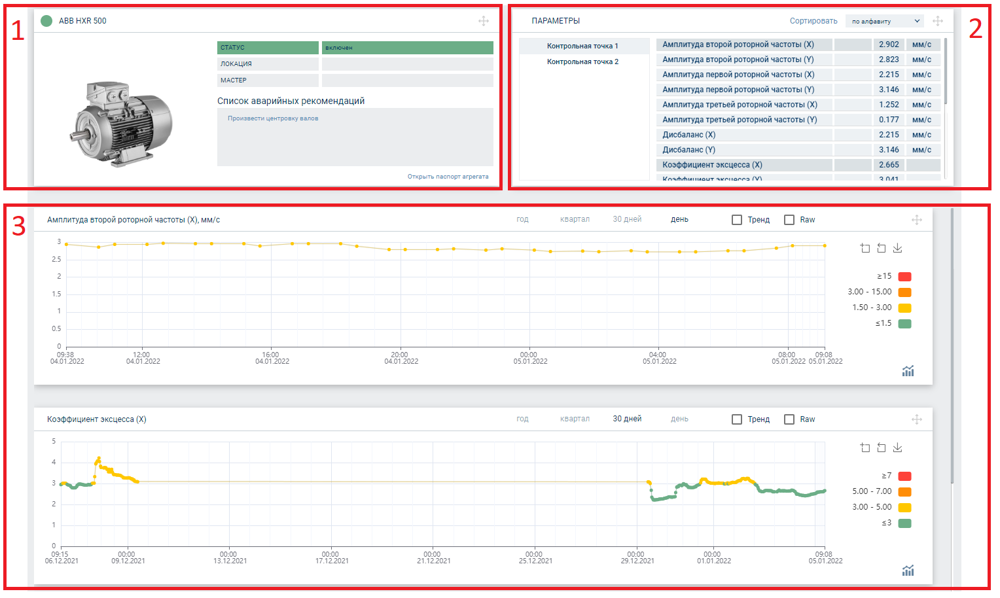 1
ABB HXR 500
СТАТУС включен
ЛОКАЦИЯ
МАСТЕР
Список аварийных рекомендаций
Произвести центровку валов
Открыть паспорт агрегата
2
ПАРАМЕТРЫ Сортировать по алфавиту
Контрольная точка 1
Контрольная точка 2
Амплитуда второй роторной частоты (X) 2.902 мм/с
Амплитуда второй роторной частоты (Y) 2.823 мм/с
Амплитуда первой роторной частоты (X) 2.215 мм/с
Амплитуда первой роторной частоты (Y) 3.146 мм/с
Амплитуда третьей роторной частоты (X) 1.252 мм/с
Амплитуда третьей роторной частоты (Y) 0.177 мм/с
Дисбаланс (X) 2.215 мм/с
Дисбаланс (Y) 3.146 мм/с
Коэффициент эксцесса (X) 2.665
Коэффициент эксцесса (Y) 3.041
3
Амплитуда второй роторной частоты (X), мм/с год квартал 30 дней день Тренд Raw
3
2.5
2
1.5
1
0.5
0
09:38 12:00 16:00 20:00 00:00 04:00 08:00 09:08
04.01.2022 04.01.2022 04.01.2022 04.01.2022 05.01.2022 05.01.2022 05.01.2022 05.01.2022
≥15
3.00 - 15.00
1.50 - 3.00
≤1.5
Коэффициент эксцесса (X) год квартал 30 дней день Тренд Raw
5
4
3
2
1
0
09:15 00:00 00:00 00:00 00:00 00:00 00:00 00:00 09:08
06.12.2021 09.12.2021 13.12.2021 17.12.2021 21.12.2021 25.12.2021 29.12.2021 01.01.2022 05.01.2022
≥7
5.00 - 7.00
3.00 - 5.00
≤3